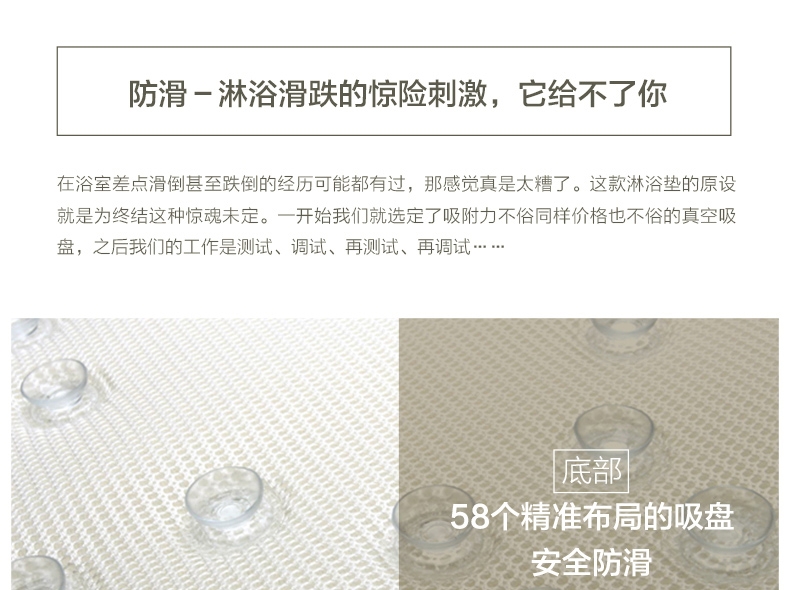 防滑－淋浴滑跌的惊险刺激，它给不了你
在浴室差点滑倒甚至跌倒的经历可能都有过，那感觉真是太糟了。这款淋浴垫的原设
就是为终结这种惊魂未定。一开始我们就选定了吸附力不俗同样价格也不俗的真空吸
盘，之后我们的工作是测试、调试、再测试、再调试……
底部
58个精准布局的吸盘
安全防滑